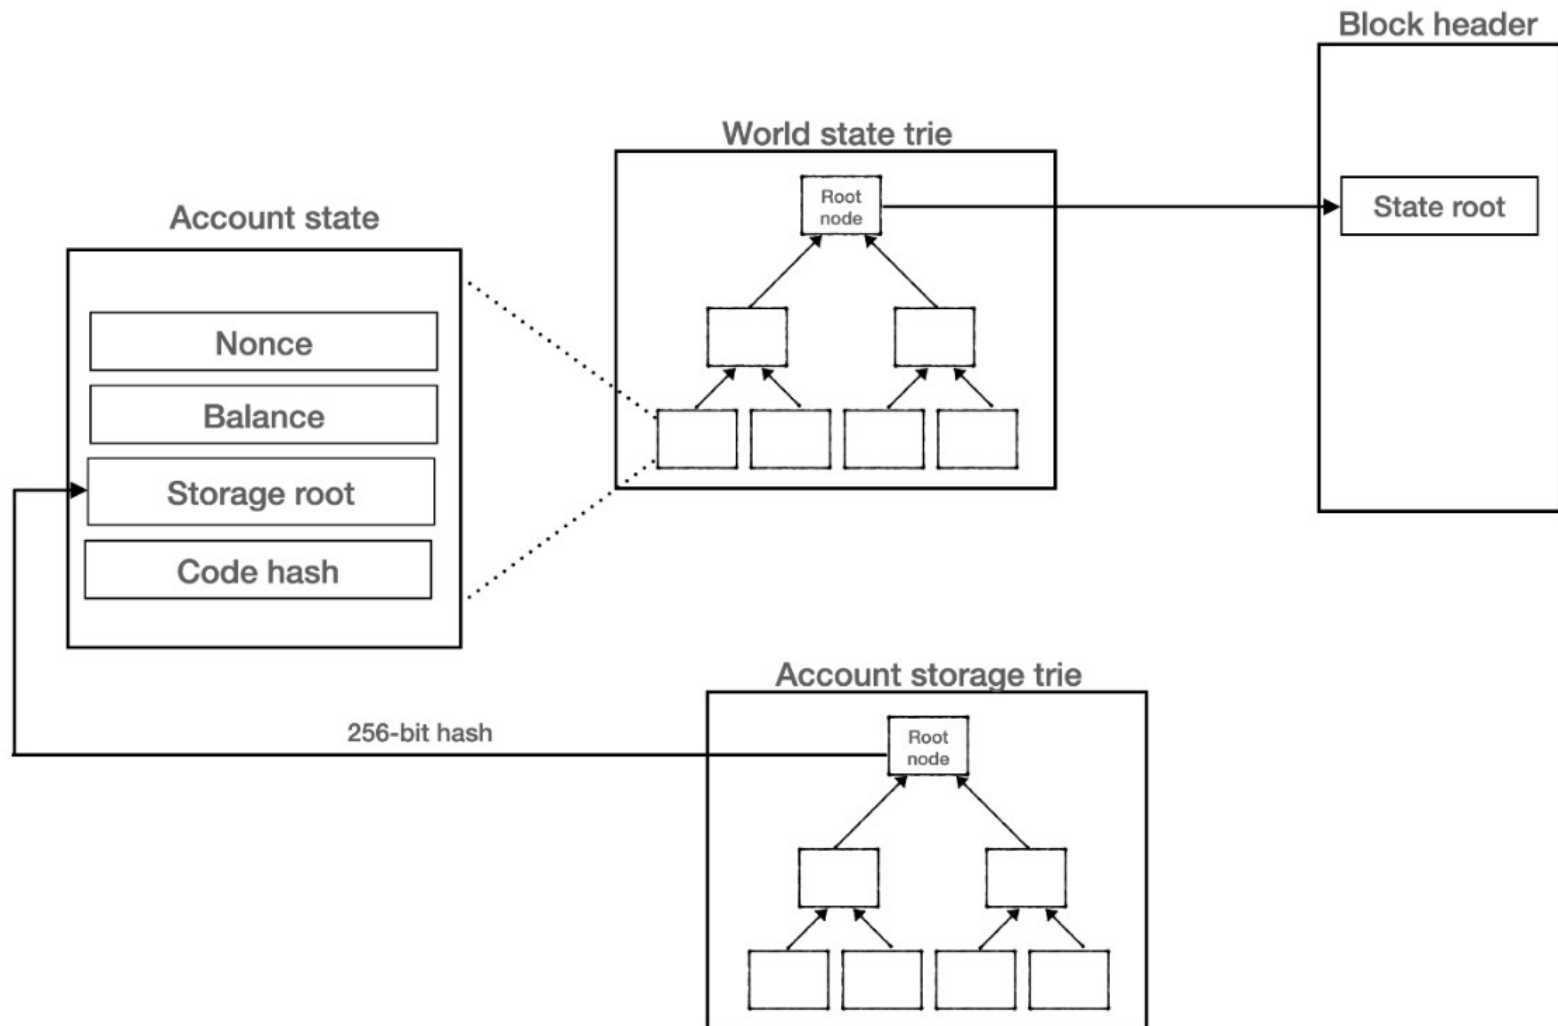 Block header
World state trie
Root
node
State root
Account state
Nonce
Balance
Storage root
Code hash
Account storage trie
256-bit hash
Root
node